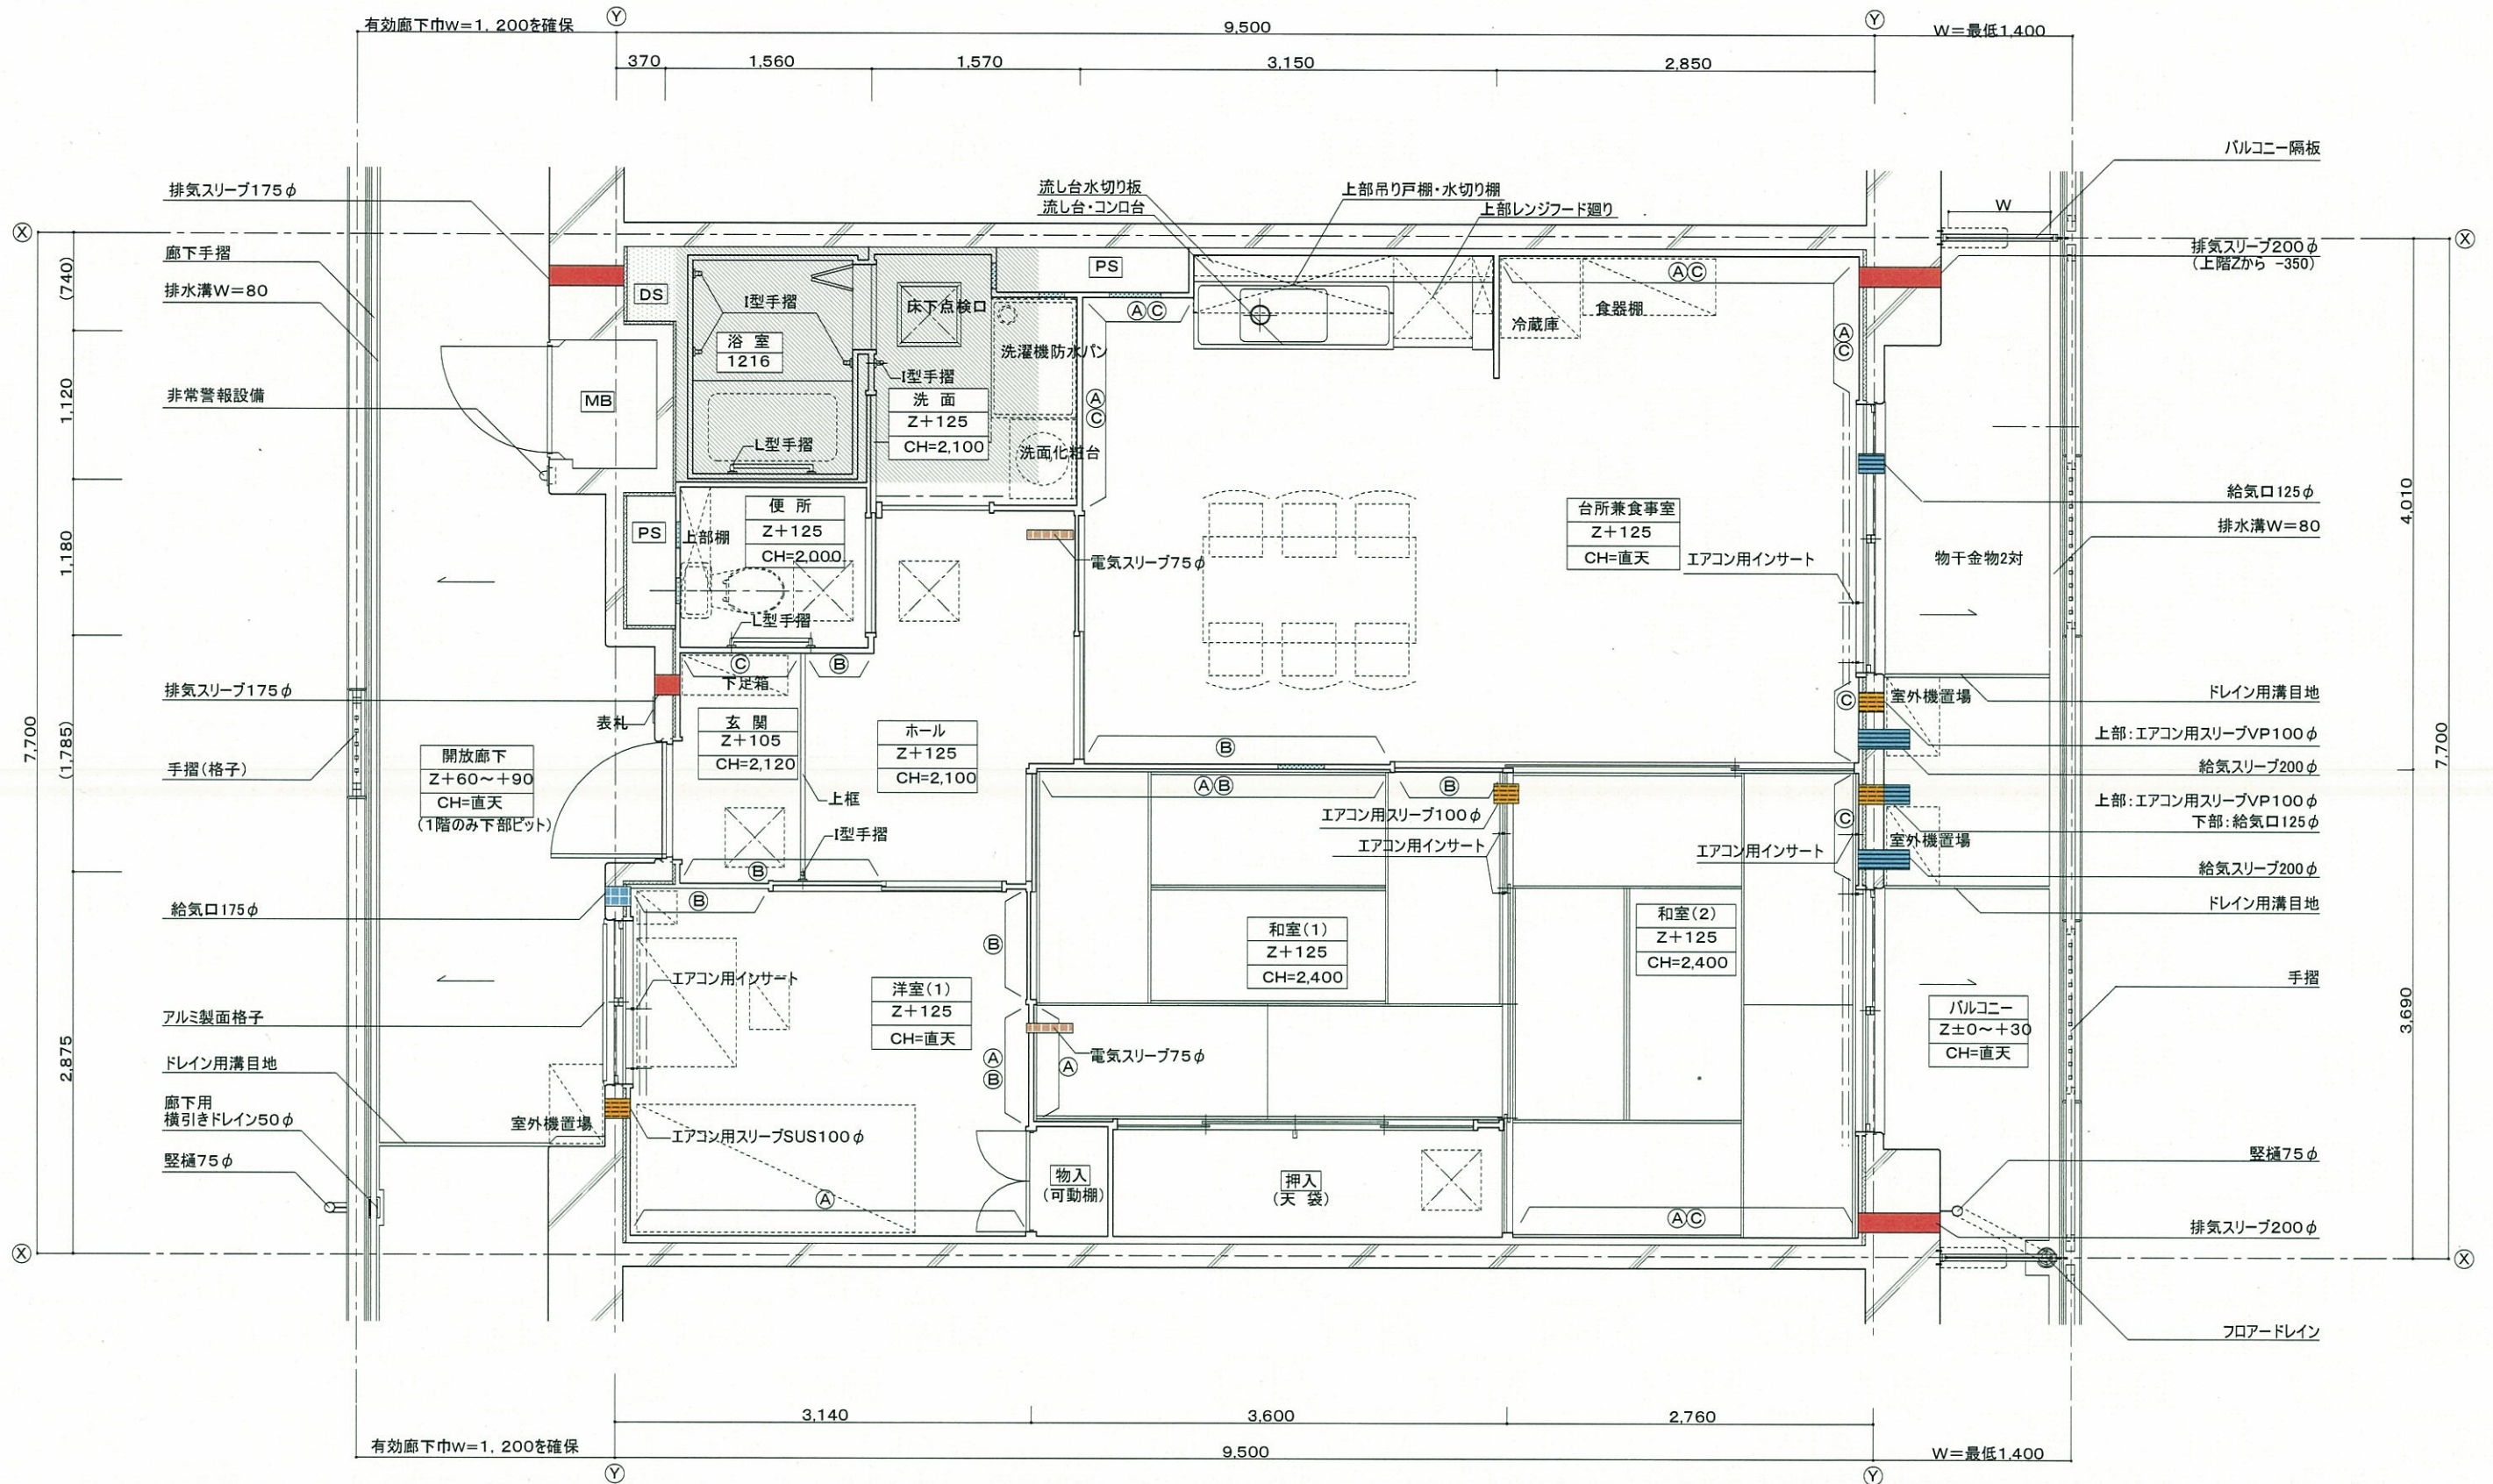 有効廊下巾w=1,200を確保
Y
9,500
Y
W=最低1,400
370
1,560
1,570
3,150
2,850
バルコニー隔板
排気スリーブ175φ
流し台水切り板
流し台・コンロ台
上部吊り戸棚・水切り棚
上部レンジフード廻り
W
X
X
廊下手摺
排気スリーブ200φ
(上階Zから -350)
排水溝W=80
DS
PS
AC
I型手摺
床下点検口
AC
冷蔵庫
食器棚
浴 室
1216
洗濯機防水パン
AC
I型手摺
非常警報設備
MB
洗 面
Z+125
CH=2,100
AC
L型手摺
洗面化粧台
(740)
1,120
1,180
(1,785)
2,875
7,700
4,010
3,690
7,700
給気口125φ
排水溝W=80
PS
上部棚
便 所
Z+125
CH=2,000
電気スリーブ75φ
台所兼食事室
Z+125
CH=直天
エアコン用インサート
物干金物2対
L型手摺
C
B
下足箱
排気スリーブ175φ
表札
C
室外機置場
ドレイン用溝目地
玄 関
Z+105
CH=2,120
ホール
Z+125
CH=2,100
B
上部:エアコン用スリーブVP100φ
給気スリーブ200φ
開放廊下
Z+60~+90
CH=直天
(1階のみ下部ピット)
手摺(格子)
上框
I型手摺
B
AB
B
エアコン用スリーブ100φ
エアコン用インサート
エアコン用インサート
C
室外機置場
上部:エアコン用スリーブVP100φ
下部:給気口125φ
給気スリーブ200φ
ドレイン用溝目地
給気口175φ
B
B
和室(1)
Z+125
CH=2,400
和室(2)
Z+125
CH=2,400
エアコン用インサート
洋室(1)
Z+125
CH=直天
アルミ製面格子
手摺
バルコニー
Z±0~+30
CH=直天
AB
A
電気スリーブ75φ
ドレイン用溝目地
廊下用
横引きドレイン50φ
室外機置場
エアコン用スリーブSUS100φ
竪樋75φ
竪樋75φ
A
物入
(可動棚)
押入
(天 袋)
AC
排気スリーブ200φ
X
X
フロアードレイン
3,140
3,600
2,760
有効廊下巾w=1,200を確保
9,500
W=最低1,400
Y
Y